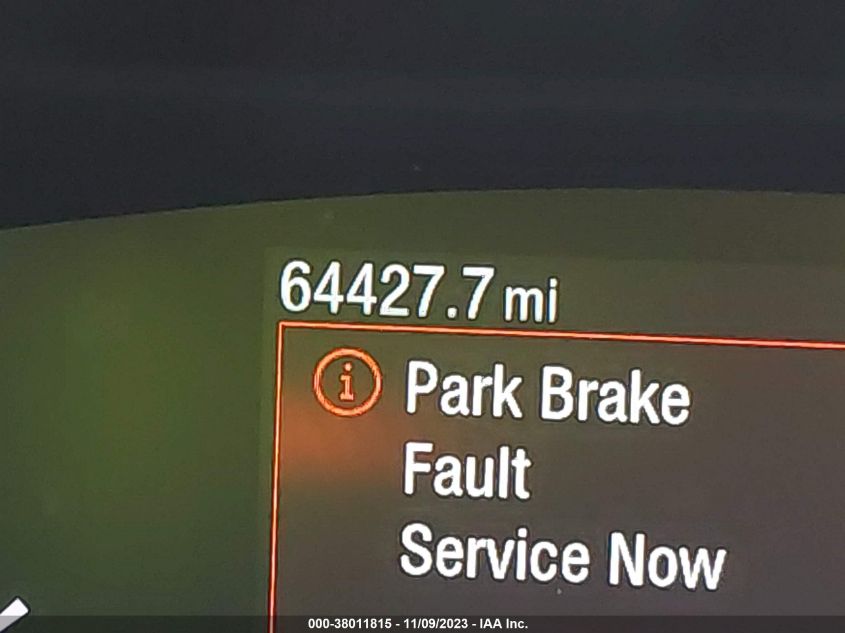 64427.7 mi
Park Brake
Fault
Service Now
000-38011815 - 11/09/2023 - IAA Inc.